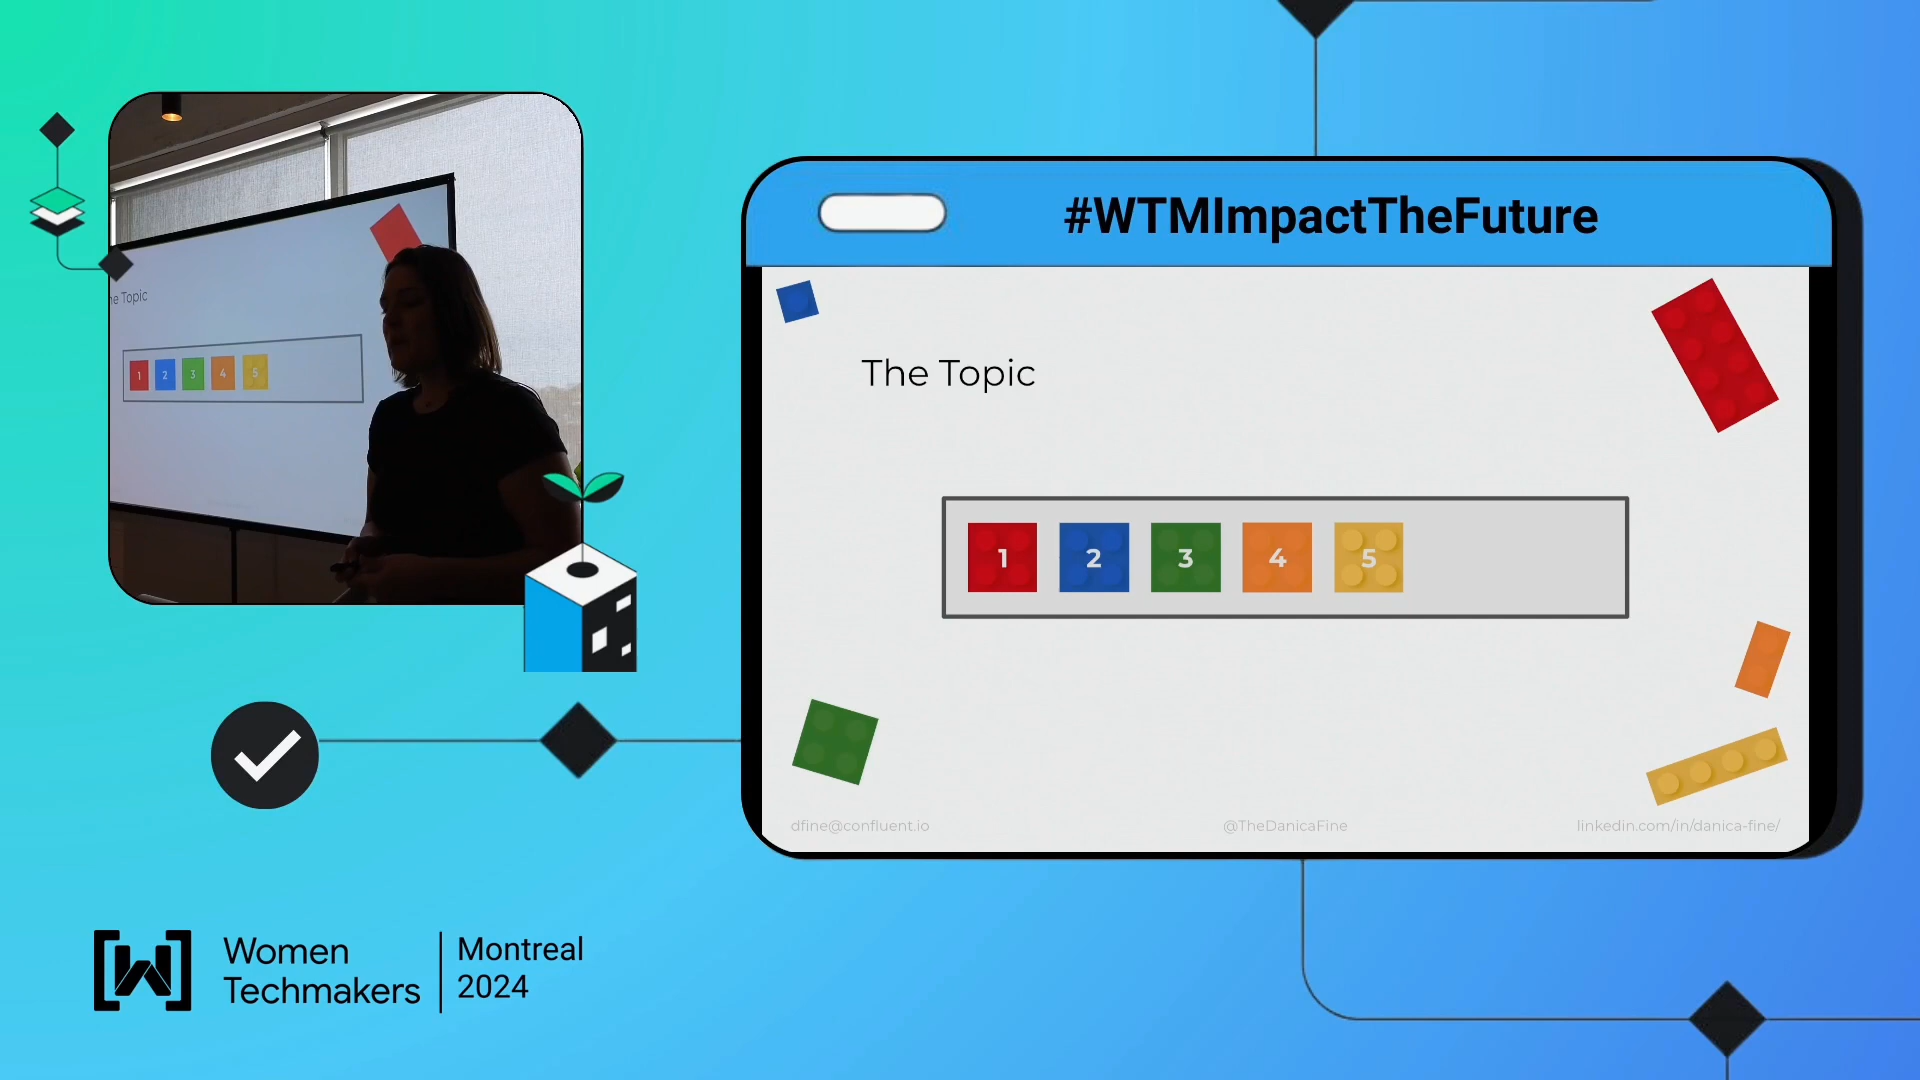 #WTMImpactTheFuture
he Topic
1 2 3 4 5
The Topic
1 2 3 4 5
dfine@confluent.io
@TheDanicaFine
linkedin.com/in/danica-fine/
Women
Techmakers
Montreal
2024